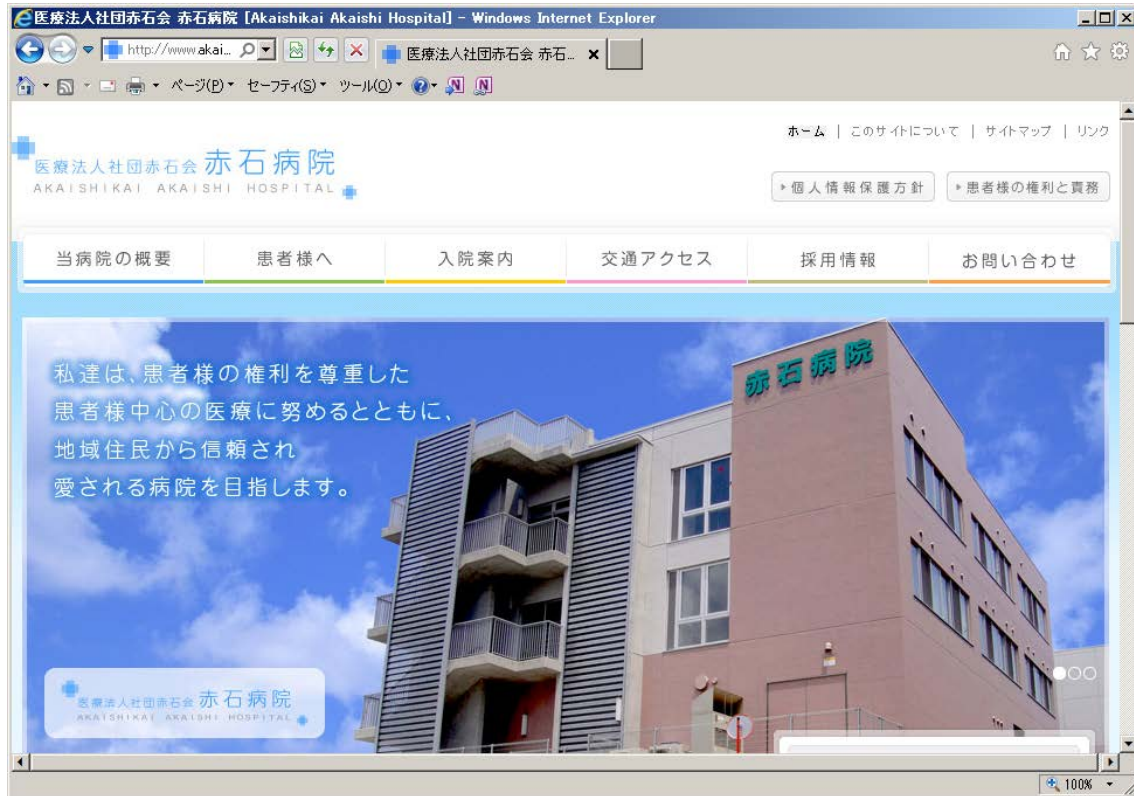 医療法人社団赤石会 赤石病院 [Akaishikai Akaishi Hospital] - Windows Internet Explorer
http://www.akai...
医療法人社団赤石会 赤石...
ページ(P)
セーフティ(S)
ツール(O)
ホーム | このサイトについて | サイトマップ | リンク
医療法人社団赤石会 赤石病院
AKAISHIKAI AKAISHI HOSPITAL
個人情報保護方針
患者様の権利と責務
当病院の概要
患者様へ
入院案内
交通アクセス
採用情報
お問い合わせ
私達は、患者様の権利を尊重した
患者様中心の医療に努めるとともに、
地域住民から信頼され
愛される病院を目指します。
赤石病院
医療法人社団赤石会 赤石病院
AKAISHIKAI AKAISHI HOSPITAL
100%